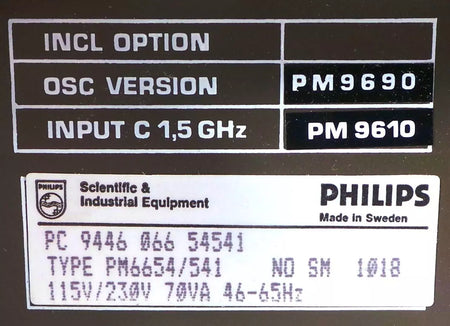 INCL OPTION
OSC VERSION PM9690
INPUT C 1,5 GHz PM 9610
PHILIPS Scientific & Industrial Equipment
PHILIPS
Made in Sweden
PC 9446 066 54541
TYPE PM6654/541 NO SM 1018
115V/230V 70VA 46-65Hz